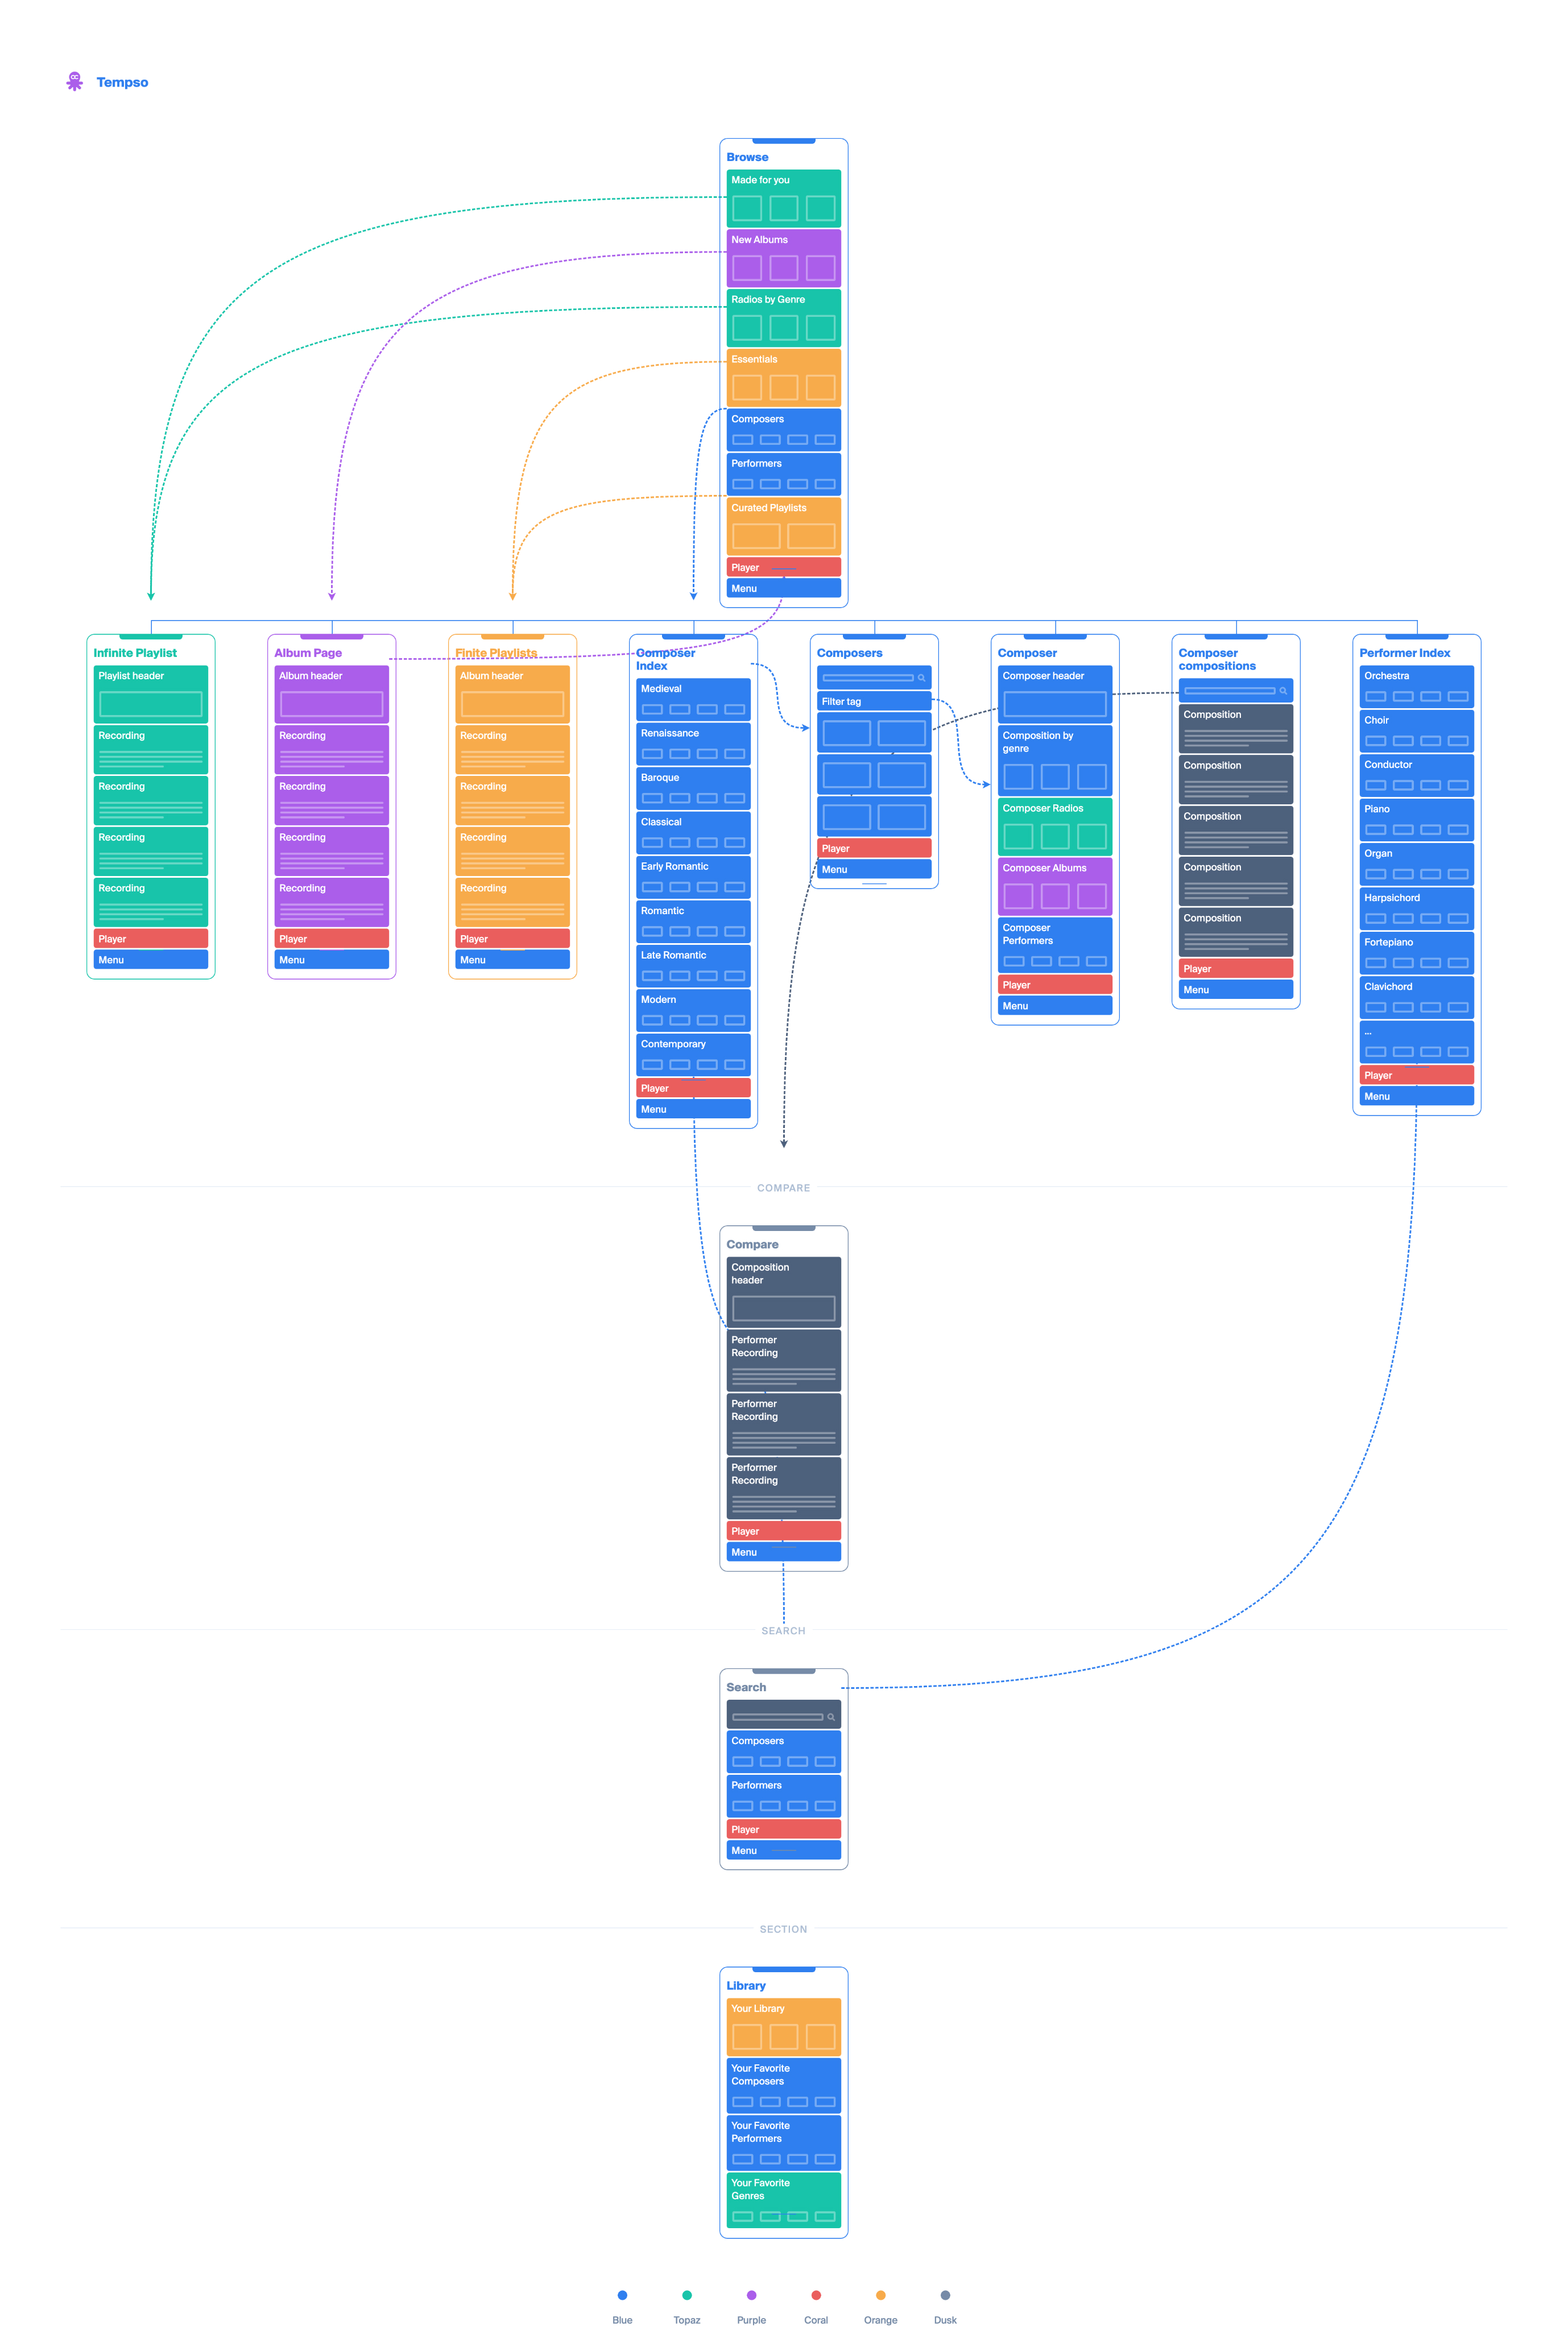 Tempso
Browse
Made for you
New Albums
Radios by Genre
Essentials
Composers
Performers
Curated Playlists
Player
Menu
Infinite Playlist
Playlist header
Recording
Recording
Recording
Recording
Player
Menu
Album Page
Album header
Recording
Recording
Recording
Recording
Player
Menu
Finite Playlists
Album header
Recording
Recording
Recording
Recording
Player
Menu
Composer
Index
Medieval
Renaissance
Baroque
Classical
Early Romantic
Romantic
Late Romantic
Modern
Contemporary
Player
Menu
Composers
Filter tag
Player
Menu
Composer
Composer header
Composition by
genre
Composer Radios
Composer Albums
Composer
Performers
Player
Menu
Composer
compositions
Composition
Composition
Composition
Composition
Composition
Player
Menu
Performer Index
Orchestra
Choir
Conductor
Piano
Organ
Harpsichord
Fortepiano
Clavichord
...
Player
Menu
COMPARE
Compare
Composition
header
Performer
Recording
Performer
Recording
Performer
Recording
Player
Menu
SEARCH
Search
Composers
Performers
Player
Menu
SECTION
Library
Your Library
Your Favorite
Composers
Your Favorite
Performers
Your Favorite
Genres
Blue
Topaz
Purple
Coral
Orange
Dusk